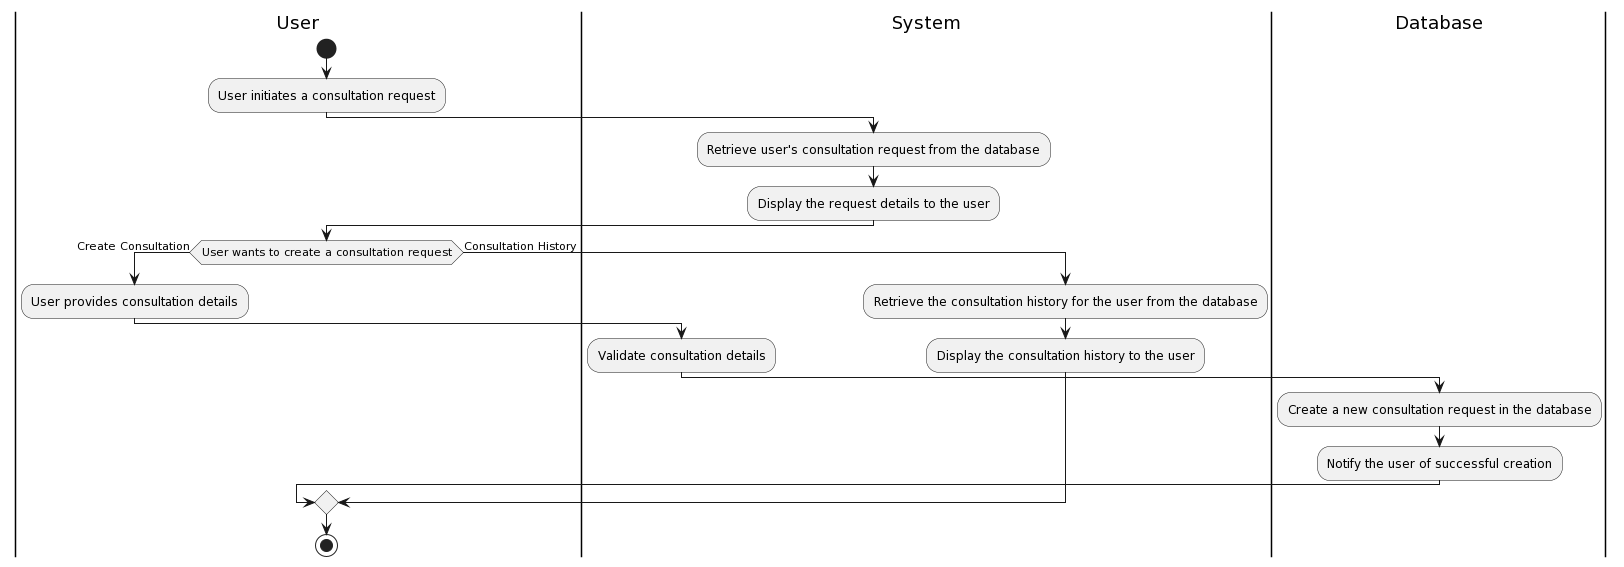 User
System
Database
User initiates a consultation request
Retrieve user's consultation request from the database
Display the request details to the user
Create Consultation
User wants to create a consultation request
Consultation History
User provides consultation details
Retrieve the consultation history for the user from the database
Validate consultation details
Display the consultation history to the user
Create a new consultation request in the database
Notify the user of successful creation